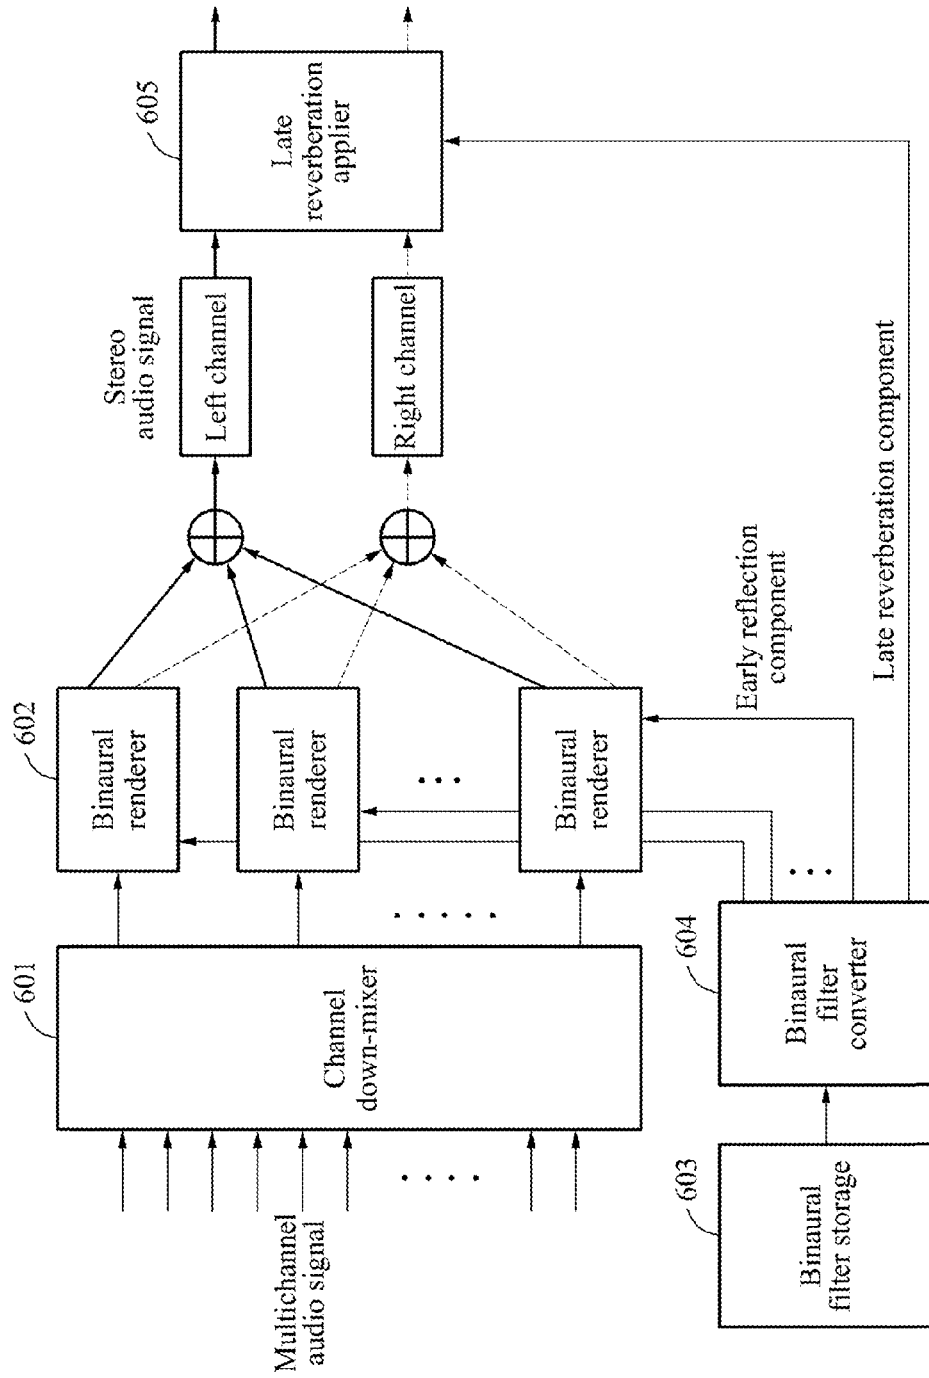 Multichannel
audio signal
601
Channel
down-mixer
602
Binaural
renderer
Binaural
renderer
Binaural
renderer
Stereo
audio signal
Left channel
Right channel
605
Late
reverberation
applier
603
Binaural
filter storage
604
Binaural
filter
converter
Early reflection
component
Late reverberation component